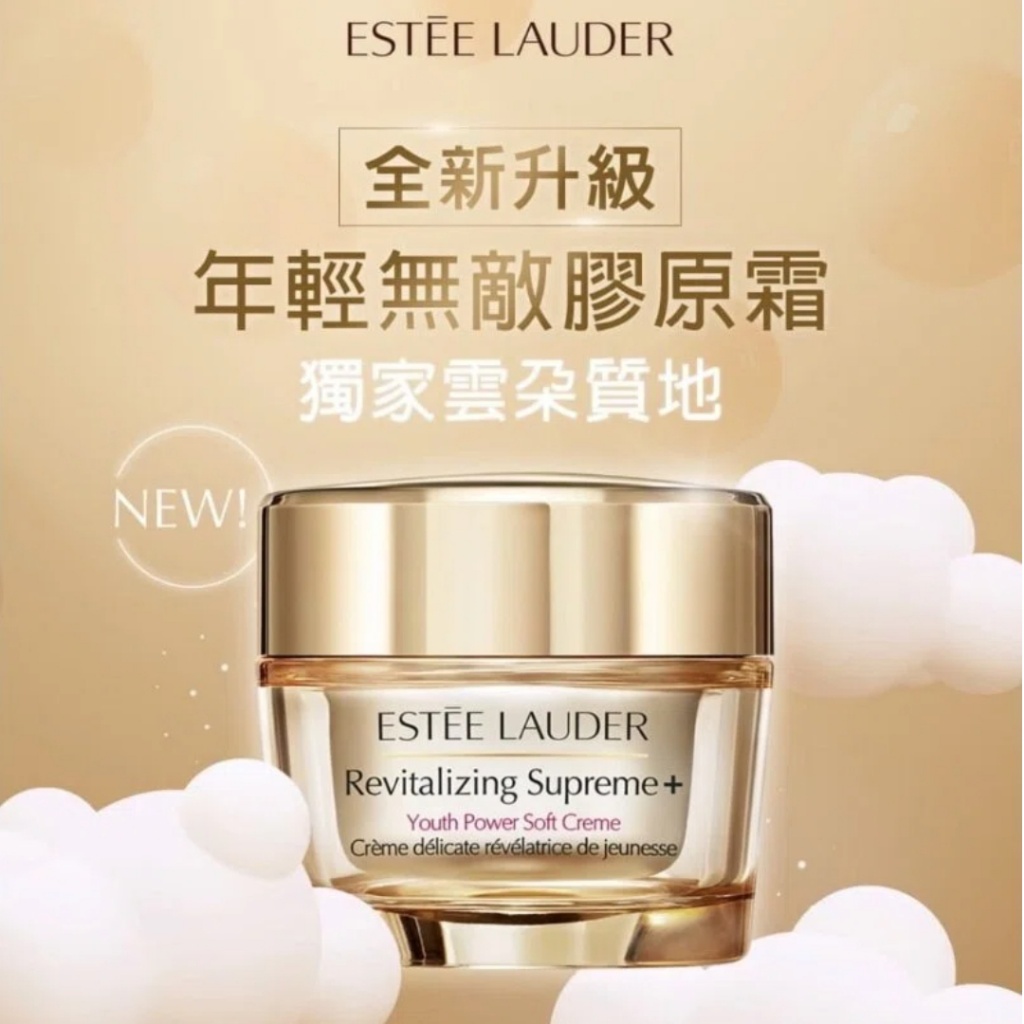 ESTĒE LAUDER
全新升級
年輕無敵膠原霜
獨家雲朵質地
NEW!
ESTĒE LAUDER
Revitalizing Supreme+
Youth Power Soft Creme
Crème délicate révélatrice de jeunesse